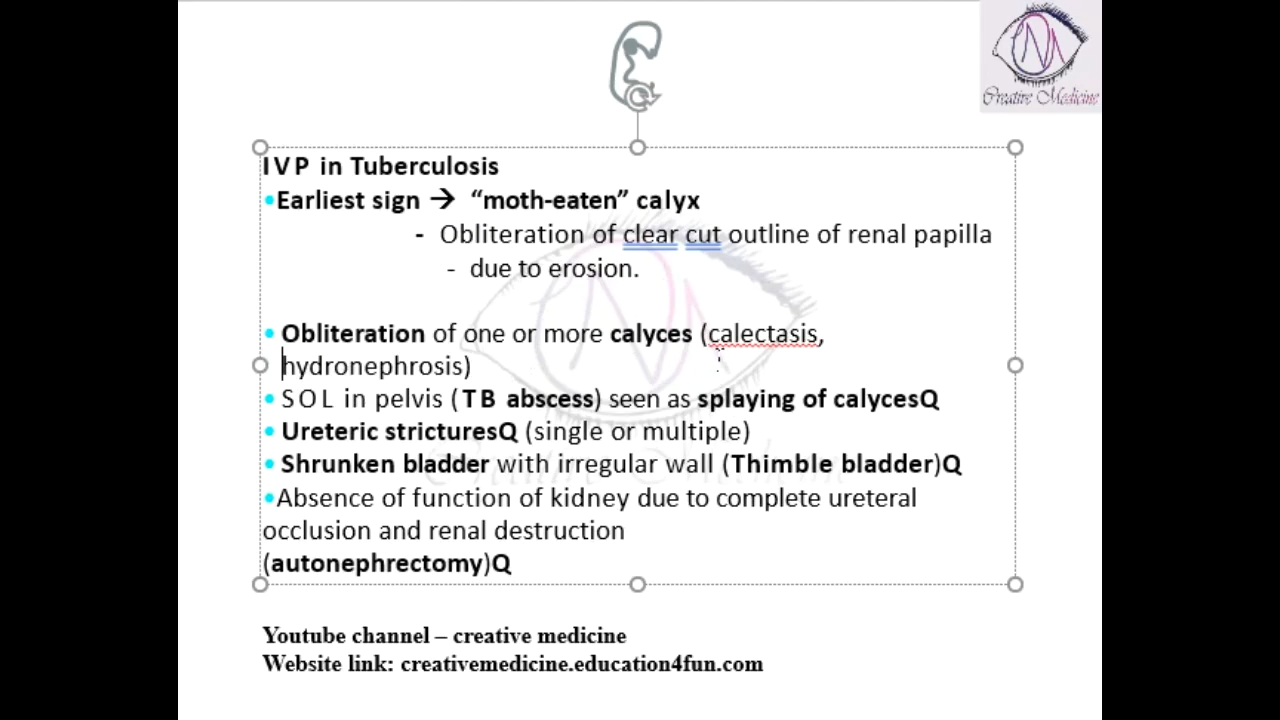 Creative Medicine
IVP in Tuberculosis
•Earliest sign → “moth-eaten” calyx
- Obliteration of clear cut outline of renal papilla
- due to erosion.
• Obliteration of one or more calyces (calectasis,
hydronephrosis)
• SOL in pelvis (TB abscess) seen as splaying of calycesQ
• Ureteric stricturesQ (single or multiple)
• Shrunken bladder with irregular wall (Thimble bladder)Q
•Absence of function of kidney due to complete ureteral
occlusion and renal destruction
(autonephrectomy)Q
Creative Medicine
Youtube channel – creative medicine
Website link: creativemedicine.education4fun.com